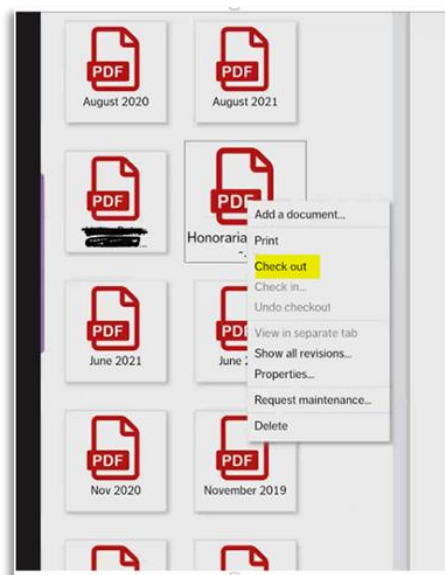 PDF
PDF
August 2020
August 2021
PDF
PDF
Honoraria
-.
Add a document...
Print
Check out
Check in...
Undo checkout
View in separate tab
Show all revisions...
Properties...
Request maintenance...
Delete
PDF
PDF
June 2021
June 2
PDF
PDF
Nov 2020
November 2019